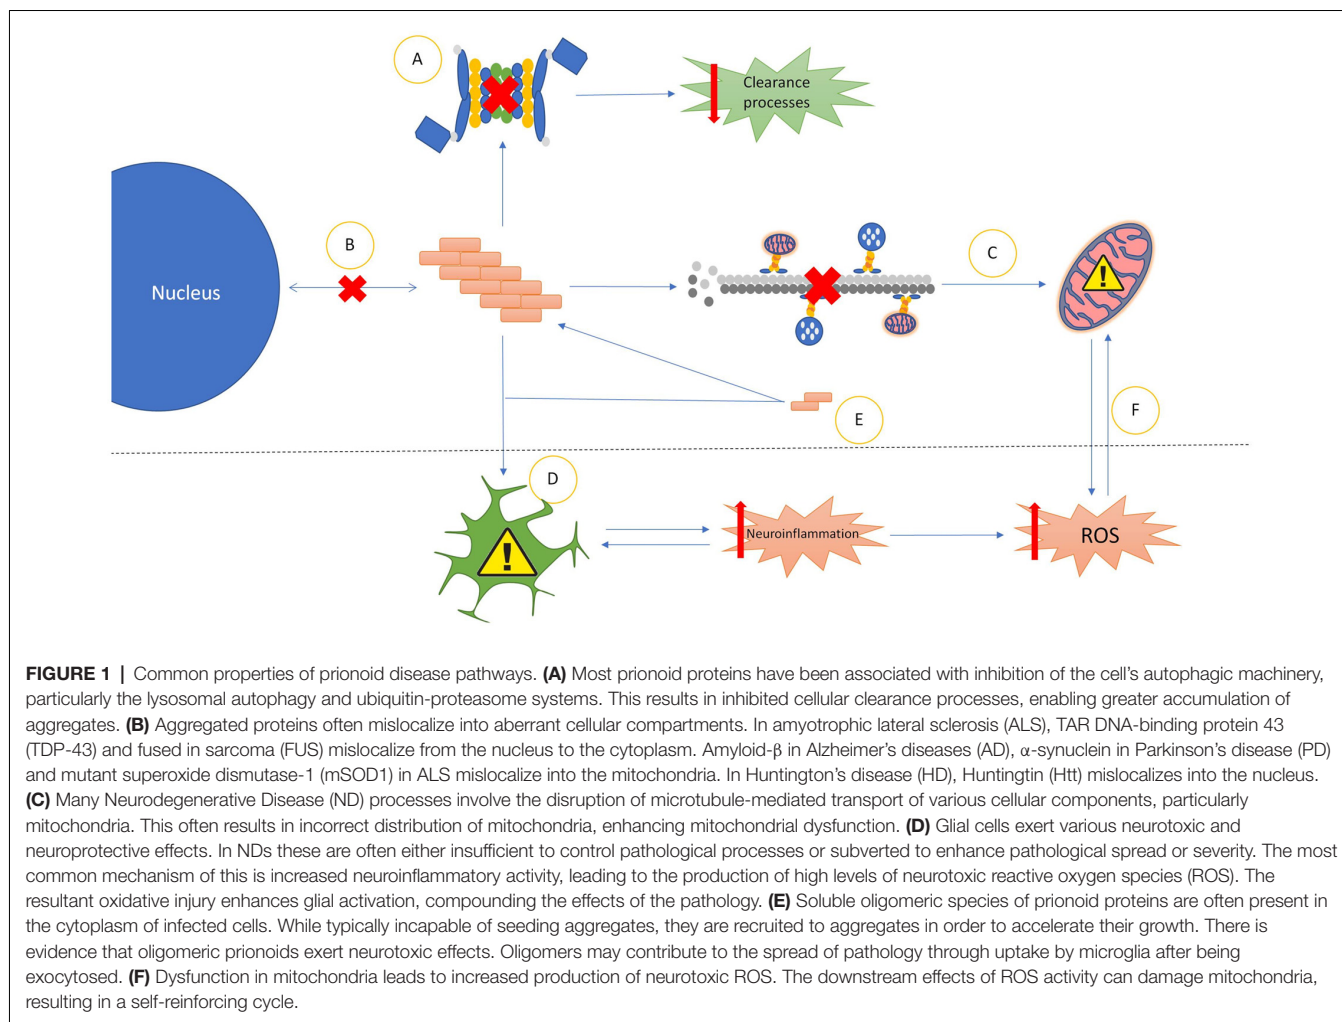 A
Clearance
processes
B
Nucleus
C
E
F
D
Neuroinflammation
ROS
FIGURE 1 | Common properties of prionoid disease pathways. (A) Most prionoid proteins have been associated with inhibition of the cell's autophagic machinery,
particularly the lysosomal autophagy and ubiquitin-proteasome systems. This results in inhibited cellular clearance processes, enabling greater accumulation of
aggregates. (B) Aggregated proteins often mislocalize into aberrant cellular compartments. In amyotrophic lateral sclerosis (ALS), TAR DNA-binding protein 43
(TDP-43) and fused in sarcoma (FUS) mislocalize from the nucleus to the cytoplasm. Amyloid-β in Alzheimer's diseases (AD), α-synuclein in Parkinson's disease (PD)
and mutant superoxide dismutase-1 (mSOD1) in ALS mislocalize into the mitochondria. In Huntington's disease (HD), Huntingtin (Htt) mislocalizes into the nucleus.
(C) Many Neurodegenerative Disease (ND) processes involve the disruption of microtubule-mediated transport of various cellular components, particularly
mitochondria. This often results in incorrect distribution of mitochondria, enhancing mitochondrial dysfunction. (D) Glial cells exert various neurotoxic and
neuroprotective effects. In NDs these are often either insufficient to control pathological processes or subverted to enhance pathological spread or severity. The most
common mechanism of this is increased neuroinflammatory activity, leading to the production of high levels of neurotoxic reactive oxygen species (ROS). The
resultant oxidative injury enhances glial activation, compounding the effects of the pathology. (E) Soluble oligomeric species of prionoid proteins are often present in
the cytoplasm of infected cells. While typically incapable of seeding aggregates, they are recruited to aggregates in order to accelerate their growth. There is
evidence that oligomeric prionoids exert neurotoxic effects. Oligomers may contribute to the spread of pathology through uptake by microglia after being
exocytosed. (F) Dysfunction in mitochondria leads to increased production of neurotoxic ROS. The downstream effects of ROS activity can damage mitochondria,
resulting in a self-reinforcing cycle.